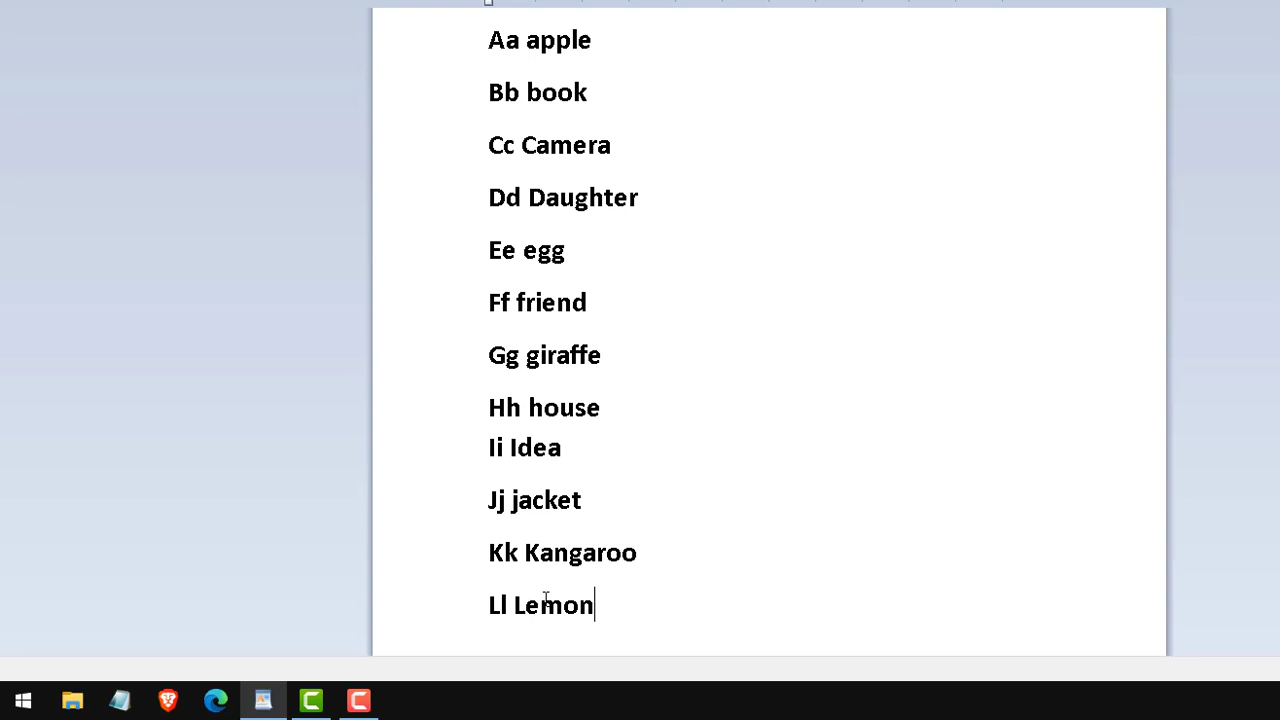 Aa apple
Bb book
Cc Camera
Dd Daughter
Ee egg
Ff friend
Gg giraffe
Hh house
Ii Idea
Jj jacket
Kk Kangaroo
Ll Lemon